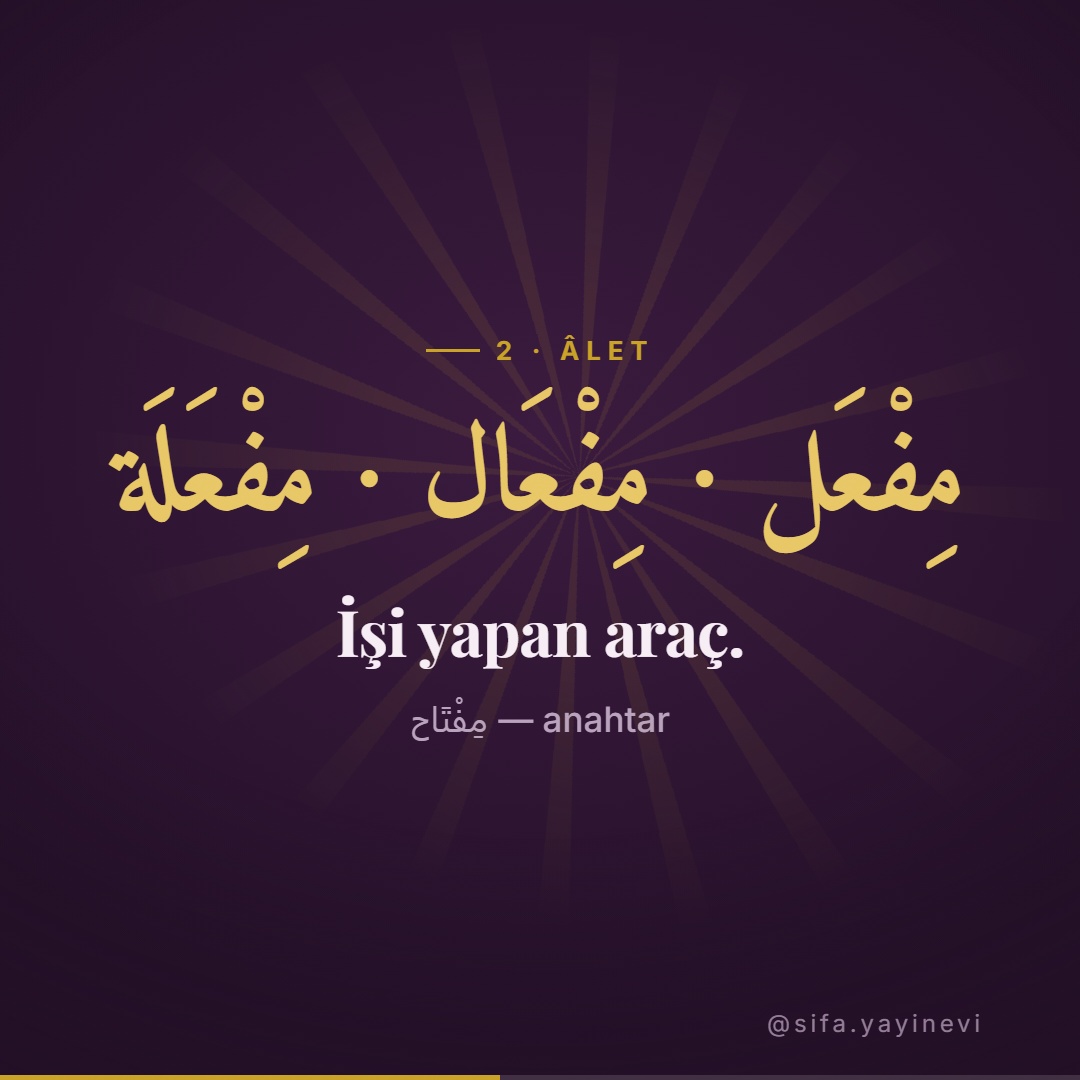 2 · ÂLET
مِفْعَل · مِفْعَال · مِفْعَلَة
İşi yapan araç.
مِفْتَاح — anahtar
@sifa.yayinevi